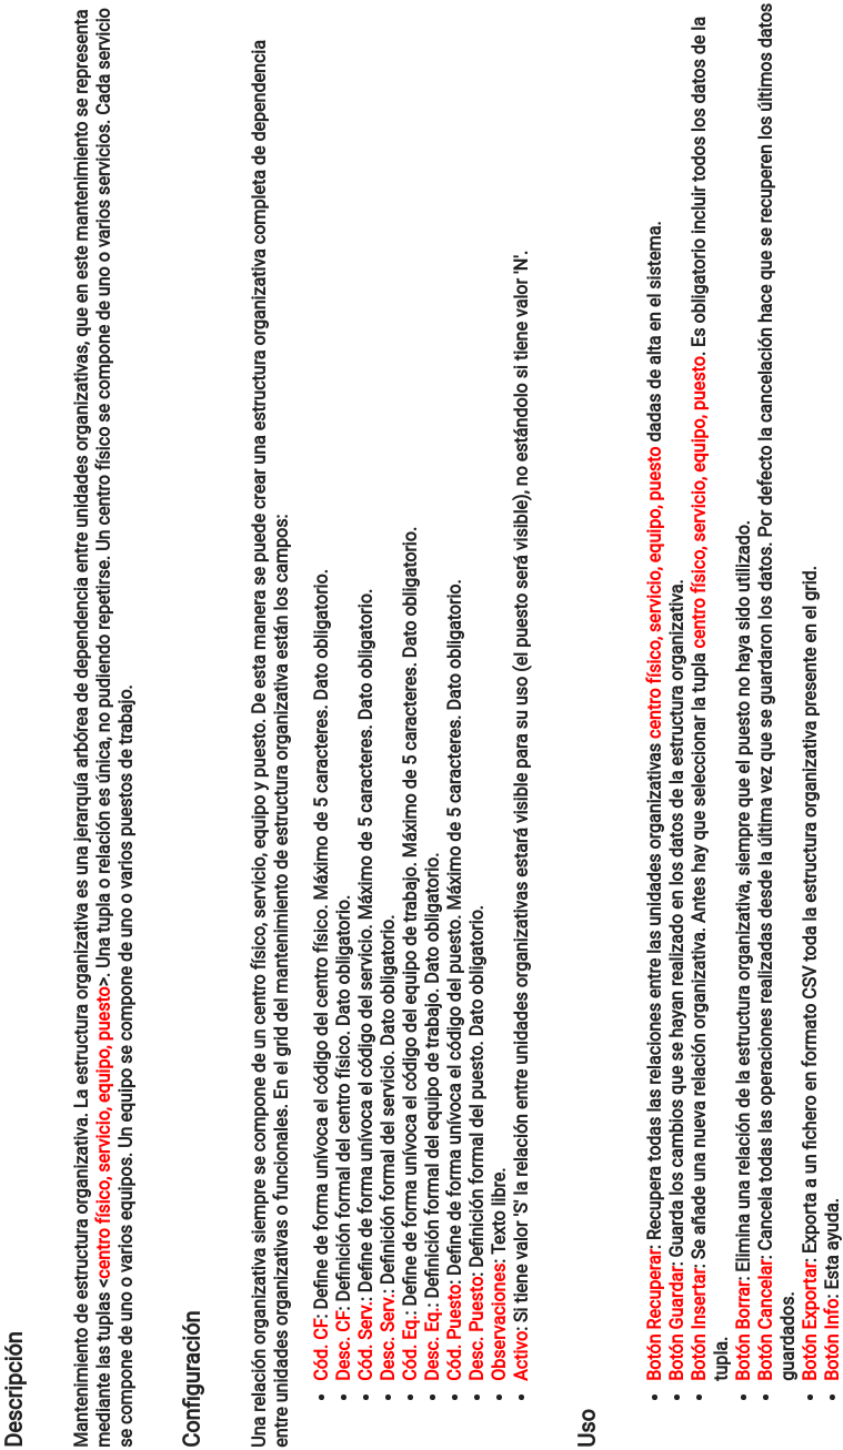 Descripción
Mantenimiento de estructura organizativa. La estructura organizativa es una jerarquía arbórea de dependencia entre unidades organizativas, que en este mantenimiento se representa
mediante las tuplas <centro físico, servicio, equipo, puesto>. Una tupla o relación es única, no pudiendo repetirse. Un centro físico se compone de uno o varios servicios. Cada servicio
se compone de uno o varios equipos. Un equipo se compone de uno o varios puestos de trabajo.
Configuración
Una relación organizativa siempre se compone de un centro físico, servicio, equipo y puesto. De esta manera se puede crear una estructura organizativa completa de dependencia
entre unidades organizativas o funcionales. En el grid del mantenimiento de estructura organizativa están los campos:
• Cód. CF: Define de forma unívoca el código del centro físico. Máximo de 5 caracteres. Dato obligatorio.
• Desc. CF: Definición formal del centro físico. Dato obligatorio.
• Cód. Serv.: Define de forma unívoca el código del servicio. Máximo de 5 caracteres. Dato obligatorio.
• Desc. Serv.: Definición formal del servicio. Dato obligatorio.
• Cód. Eq.: Define de forma unívoca el código del equipo de trabajo. Máximo de 5 caracteres. Dato obligatorio.
• Desc. Eq.: Definición formal del equipo de trabajo. Dato obligatorio.
• Cód. Puesto: Define de forma unívoca el código del puesto. Máximo de 5 caracteres. Dato obligatorio.
• Desc. Puesto: Definición formal del puesto. Dato obligatorio.
• Observaciones: Texto libre.
• Activo: Si tiene valor 'S' la relación entre unidades organizativas estará visible para su uso (el puesto será visible), no estándolo si tiene valor 'N'.
Uso
• Botón Recuperar: Recupera todas las relaciones entre las unidades organizativas centro físico, servicio, equipo, puesto dadas de alta en el sistema.
• Botón Guardar: Guarda los cambios que se hayan realizado en los datos de la estructura organizativa.
• Botón Insertar: Se añade una nueva relación organizativa. Antes hay que seleccionar la tupla centro físico, servicio, equipo, puesto. Es obligatorio incluir todos los datos de la
tupla.
• Botón Borrar: Elimina una relación de la estructura organizativa, siempre que el puesto no haya sido utilizado.
• Botón Cancelar: Cancela todas las operaciones realizadas desde la última vez que se guardaron los datos. Por defecto la cancelación hace que se recuperen los últimos datos
guardados.
• Botón Exportar: Exporta a un fichero en formato CSV toda la estructura organizativa presente en el grid.
• Botón Info: Esta ayuda.